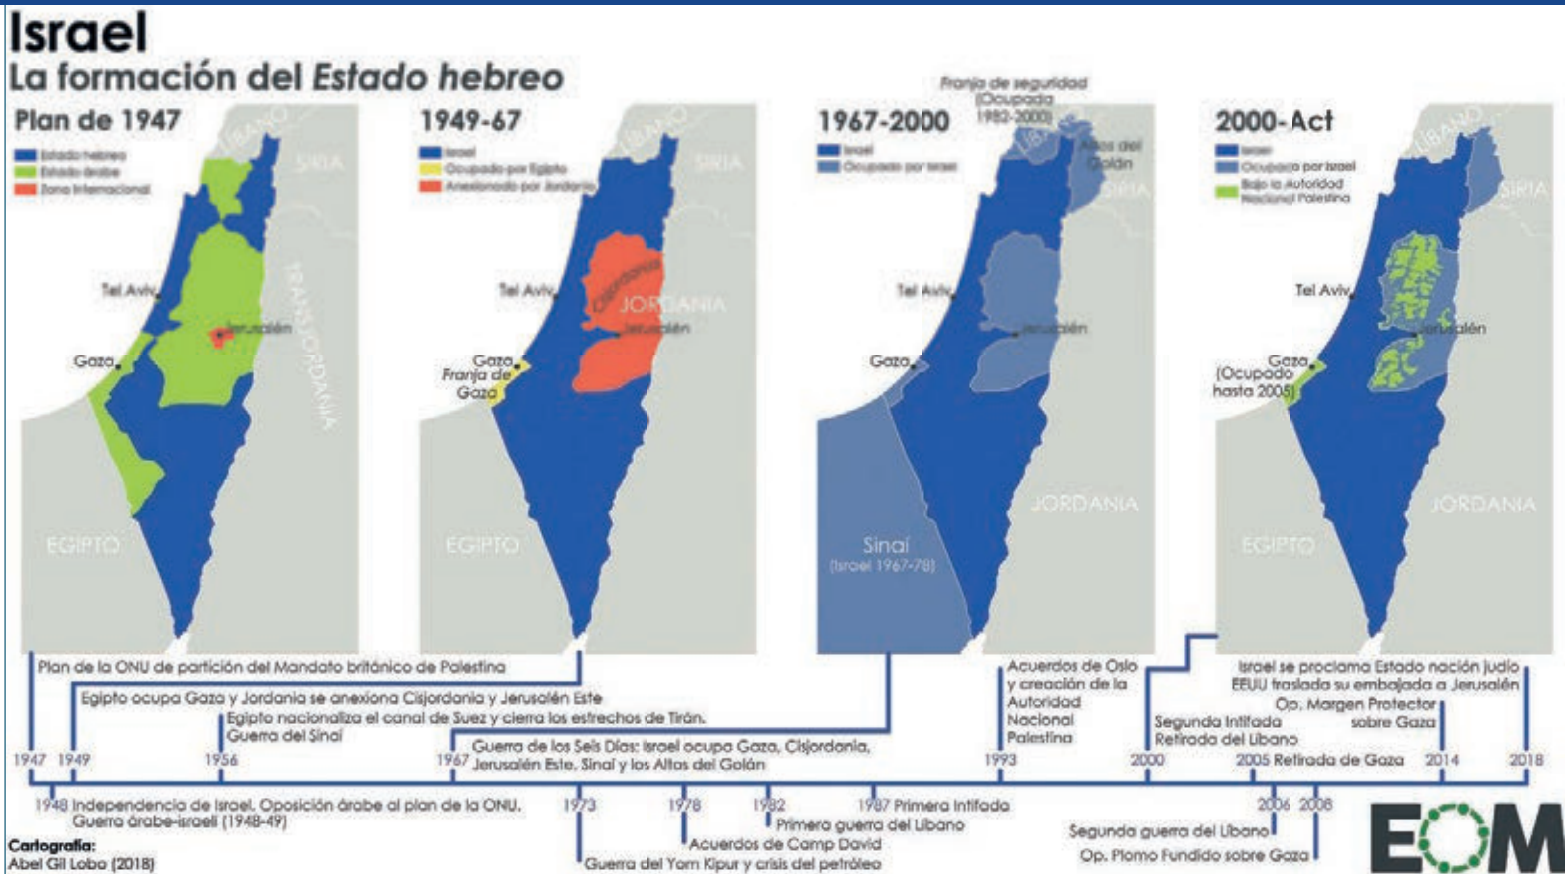 Israel
La formación del Estado hebreo
Plan de 1947
Estado hebreo
Estado árabe
Zona Internacional
LÍBANO
SIRIA
TRANSJORDANIA
Tel Aviv
Jerusalén
Gaza
EGIPTO
1949-67
Israel
Ocupado por Egipto
Anexionado por Jordania
LÍBANO
SIRIA
Cisjordania
JORDANIA
Tel Aviv
Jerusalén
Gaza
Franja de
Gaza
EGIPTO
Franja de seguridad
(Ocupada
1982-2000)
1967-2000
Israel
Ocupado por Israel
LÍBANO
Altos del
Golán
SIRIA
Tel Aviv
Jerusalén
Gaza
JORDANIA
Sinaí
(Israel 1967-78)
2000-Act
Israel
Ocupado por Israel
Bajo la Autoridad
Nacional Palestina
LÍBANO
SIRIA
Tel Aviv
Jerusalén
Gaza
(Ocupado
hasta 2005)
JORDANIA
EGIPTO
Plan de la ONU de partición del Mandato británico de Palestina
Egipto ocupa Gaza y Jordania se anexiona Cisjordania y Jerusalén Este
Egipto nacionaliza el canal de Suez y cierra los estrechos de Tirán.
Guerra del Sinaí
Guerra de los Seis Días: Israel ocupa Gaza, Cisjordania,
Jerusalén Este, Sinaí y los Altos del Golán
Acuerdos de Oslo
y creación de la
Autoridad
Nacional
Palestina
Segunda Intifada
Retirada del Líbano
Israel se proclama Estado nación judío
EEUU traslada su embajada a Jerusalén
Op. Margen Protector
sobre Gaza
1947
1949
1956
1967
1993
2000
2005 Retirada de Gaza
2014
2018
1948 Independencia de Israel. Oposición árabe al plan de la ONU.
Guerra árabe-israelí (1948-49)
1973
1978
1982
1987 Primera Intifada
2006
2008
Primera guerra del Líbano
Acuerdos de Camp David
Guerra del Yom Kipur y crisis del petróleo
Segunda guerra del Líbano
Op. Plomo Fundido sobre Gaza
Cartografía:
Abel Gil Lobo (2018)
EOM